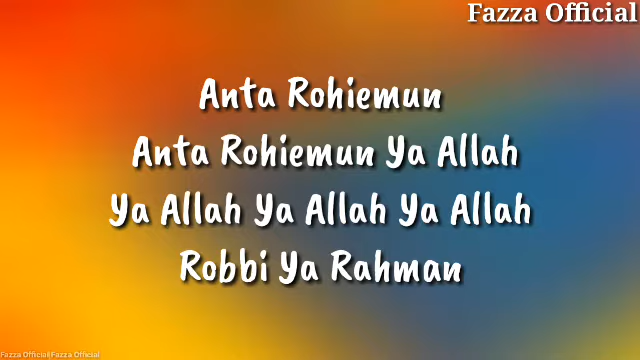 Fazza Official
Anta Rohiemun
Anta Rohiemun Ya Allah
Ya Allah Ya Allah Ya Allah
Robbi Ya Rahman
Fazza Official#Fazza Official